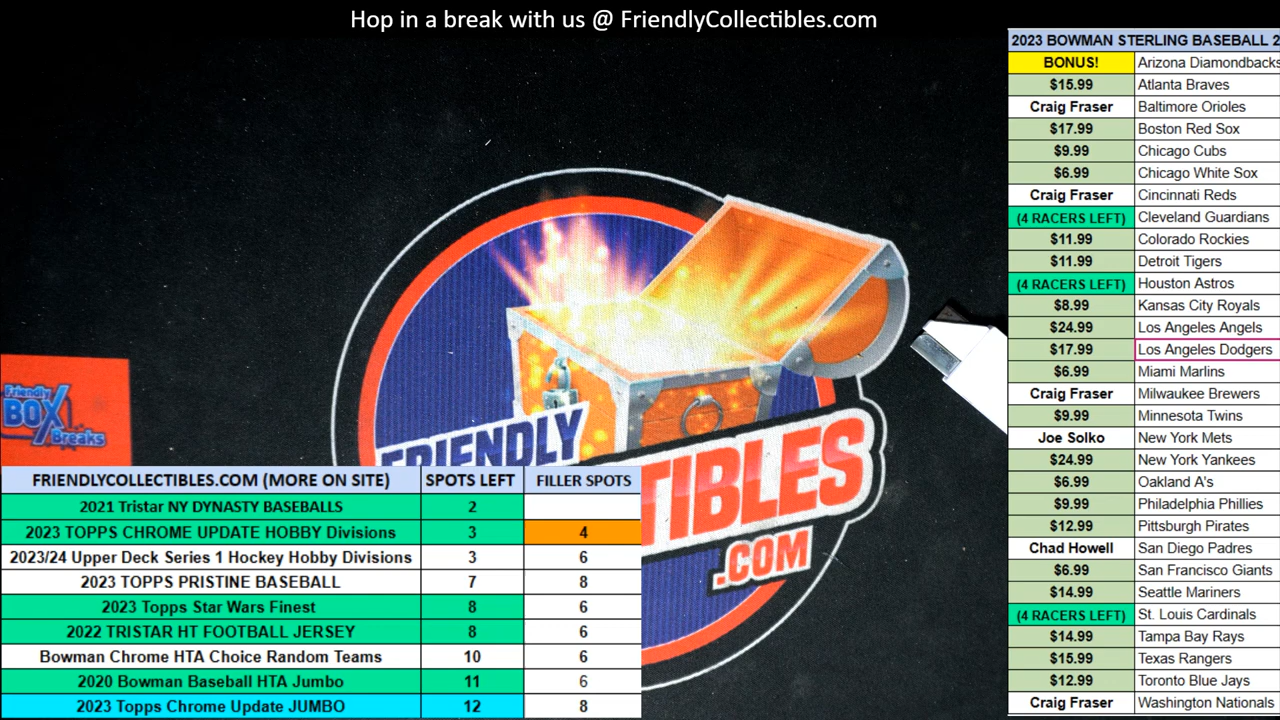 Hop in a break with us @ FriendlyCollectibles.com
2023 BOWMAN STERLING BASEBALL 2
BONUS! Arizona Diamondbacks
$15.99 Atlanta Braves
Craig Fraser Baltimore Orioles
$17.99 Boston Red Sox
$9.99 Chicago Cubs
$6.99 Chicago White Sox
Craig Fraser Cincinnati Reds
(4 RACERS LEFT) Cleveland Guardians
$11.99 Colorado Rockies
$11.99 Detroit Tigers
(4 RACERS LEFT) Houston Astros
$8.99 Kansas City Royals
$24.99 Los Angeles Angels
$17.99 Los Angeles Dodgers
$6.99 Miami Marlins
Craig Fraser Milwaukee Brewers
$9.99 Minnesota Twins
Joe Solko New York Mets
$24.99 New York Yankees
$6.99 Oakland A's
$9.99 Philadelphia Phillies
$12.99 Pittsburgh Pirates
Chad Howell San Diego Padres
$6.99 San Francisco Giants
$14.99 Seattle Mariners
(4 RACERS LEFT) St. Louis Cardinals
$14.99 Tampa Bay Rays
$15.99 Texas Rangers
$12.99 Toronto Blue Jays
Craig Fraser Washington Nationals
Friendly
BOX
Breaks
FRIENDLY
TIBLES
.COM
FRIENDLYCOLLECTIBLES.COM (MORE ON SITE) SPOTS LEFT FILLER SPOTS
2021 Tristar NY DYNASTY BASEBALLS 2
2023 TOPPS CHROME UPDATE HOBBY Divisions 3 4
2023/24 Upper Deck Series 1 Hockey Hobby Divisions 3 6
2023 TOPPS PRISTINE BASEBALL 7 8
2023 Topps Star Wars Finest 8 6
2022 TRISTAR HT FOOTBALL JERSEY 8 6
Bowman Chrome HTA Choice Random Teams 10 6
2020 Bowman Baseball HTA Jumbo 11 6
2023 Topps Chrome Update JUMBO 12 8